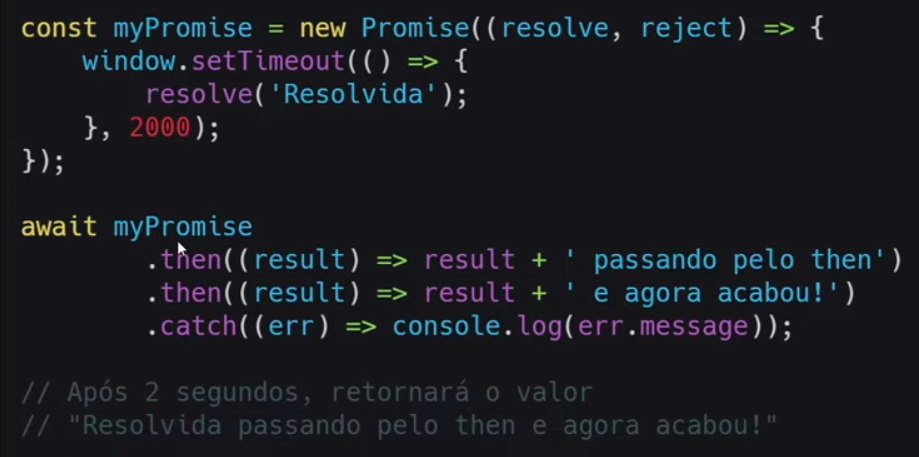 const myPromise = new Promise((resolve, reject) => {
    window.setTimeout(() => {
        resolve('Resolvida');
    }, 2000);
});

await myPromise
        .then((result) => result + ' passando pelo then')
        .then((result) => result + ' e agora acabou!')
        .catch((err) => console.log(err.message));

// Após 2 segundos, retornará o valor
// "Resolvida passando pelo then e agora acabou!"